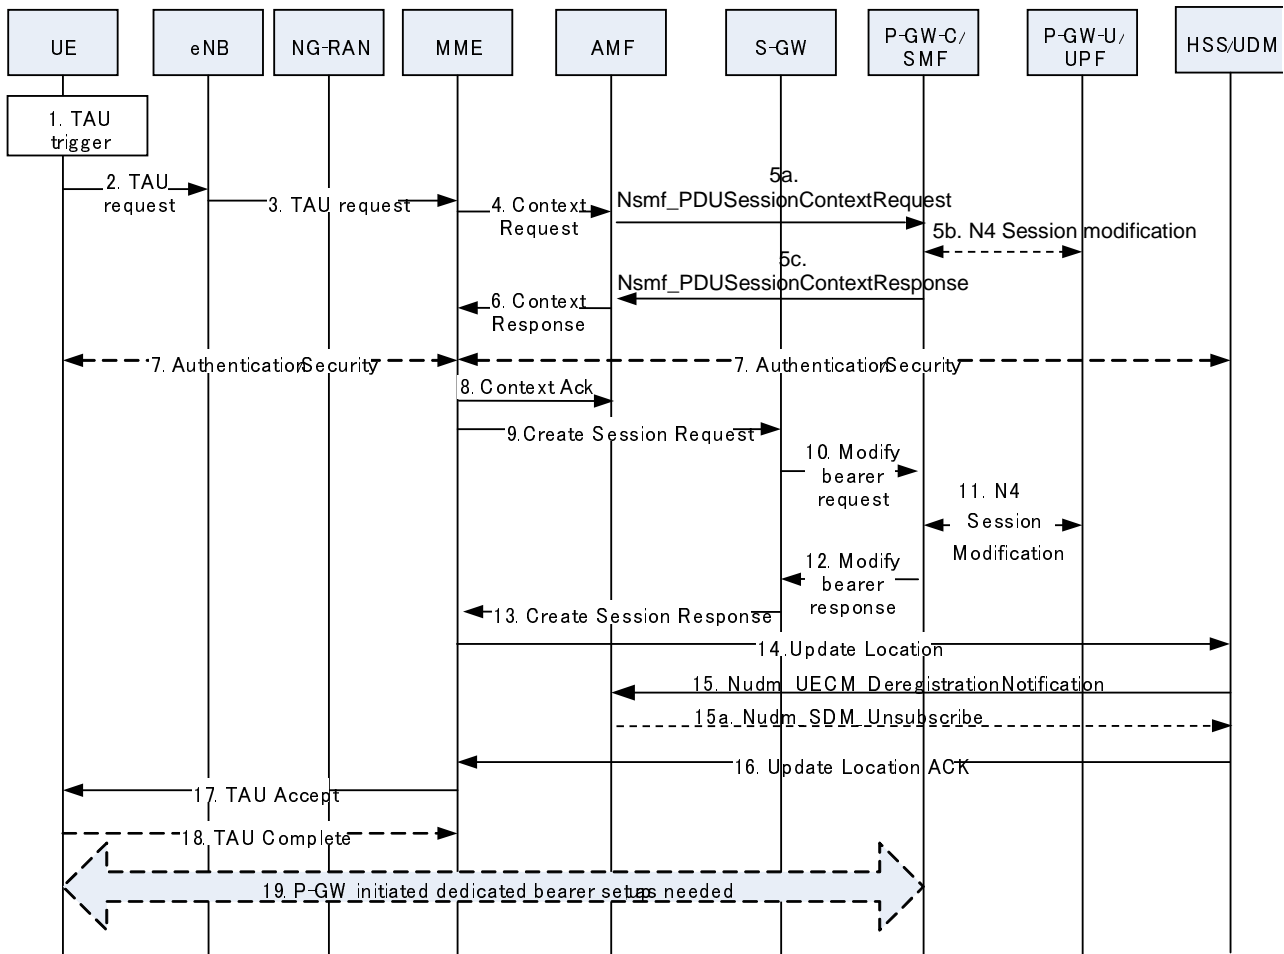 UE
eNB
NG-RAN
MME
AMF
S-GW
P-GW-C/
SMF
P-GW-U/
UPF
HSS/UDM
1. TAU
trigger
2. TAU
request
3. TAU request
4. Context
Request
5a.
Nsmf_PDUSessionContextRequest
5b. N4 Session modification
5c.
Nsmf_PDUSessionContextResponse
6. Context
Response
7. Authentication/Security
7. Authentication/Security
8. Context Ack
9.Create Session Request
10. Modify
bearer
request
11. N4
Session
Modification
12. Modify
bearer
response
13. Create Session Response
14.Update Location
15. Nudm_UECM_DeregistrationNotification
15a. Nudm_SDM_Unsubscribe
16. Update Location ACK
17. TAU Accept
18. TAU Complete
19. P-GW initiated dedicated bearer setup as needed